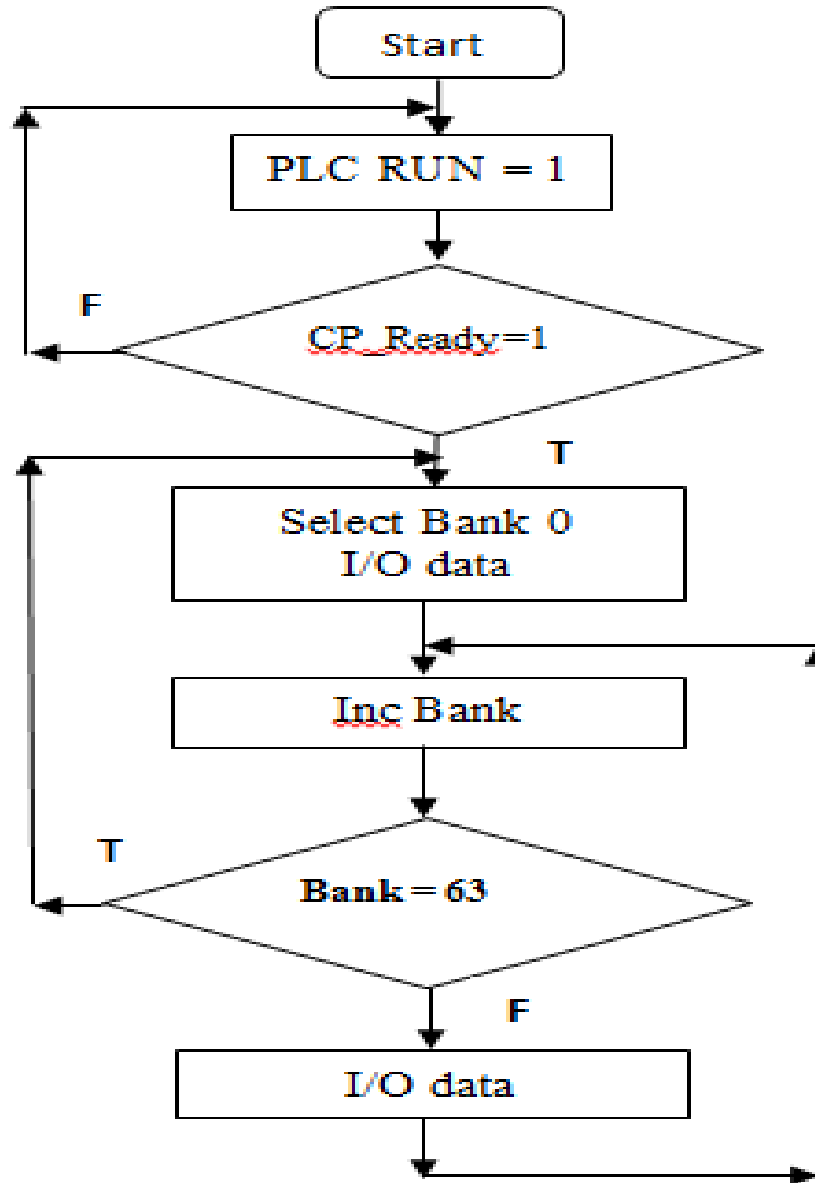 Start
PLC RUN = 1
F
CP_Ready=1
T
Select Bank 0
I/O data
Inc Bank
T
Bank = 63
F
I/O data